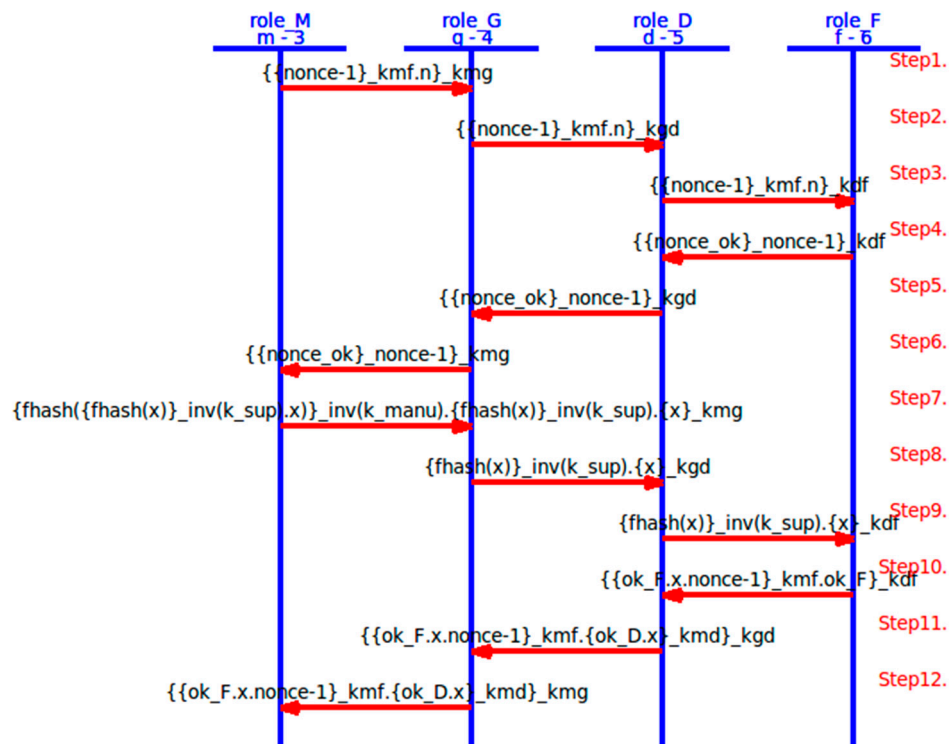 role_M role_G role_D role_F
m - 3 g - 4 d - 5 f - 6
Step1.
{{nonce-1}_kmf.n}_kmg
Step2.
{{nonce-1}_kmf.n}_kgd
Step3.
{{nonce-1}_kmf.n}_kdf
Step4.
{{nonce_ok}_nonce-1}_kdf
Step5.
{{nonce_ok}_nonce-1}_kgd
Step6.
{{nonce_ok}_nonce-1}_kmg
Step7.
{fhash({fhash(x)}_inv(k_sup).x)}_inv(k_manu).{fhash(x)}_inv(k_sup).{x}_kmg
Step8.
{fhash(x)}_inv(k_sup).{x}_kgd
Step9.
{fhash(x)}_inv(k_sup).{x}_kdf
Step10.
{{ok_F.x.nonce-1}_kmf.ok_F}_kdf
Step11.
{{ok_F.x.nonce-1}_kmf.{ok_D.x}_kmd}_kgd
Step12.
{{ok_F.x.nonce-1}_kmf.{ok_D.x}_kmd}_kmg